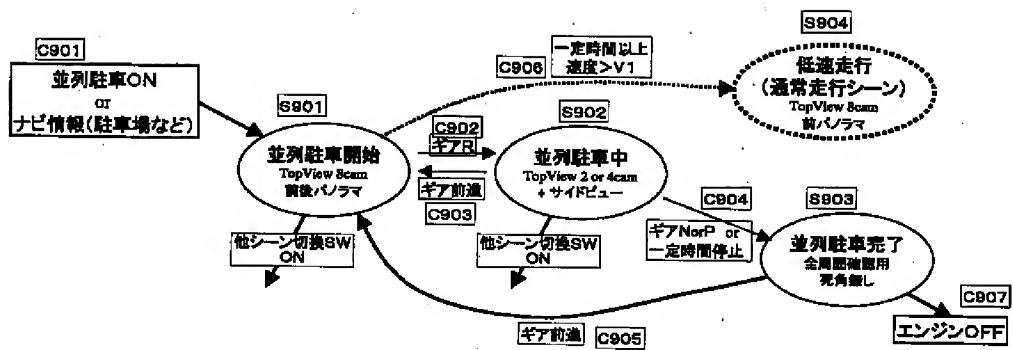 C901
並列駐車ON
or
ナビ情報(駐車場など)
S901
並列駐車開始
TopView 8cam
前後パノラマ
C906
一定時間以上
速度>V1
S904
低速走行
(通常走行シーン)
TopView 8cam
前パノラマ
C902
ギアR
ギア前進
C903
S902
並列駐車中
TopView 2 or 4cam
+ サイドビュー
C904
ギアNorP or
一定時間停止
S903
並列駐車完了
全周囲確認用
死角無し
他シーン切換SW
ON
他シーン切換SW
ON
ギア前進
C905
C907
エンジンOFF